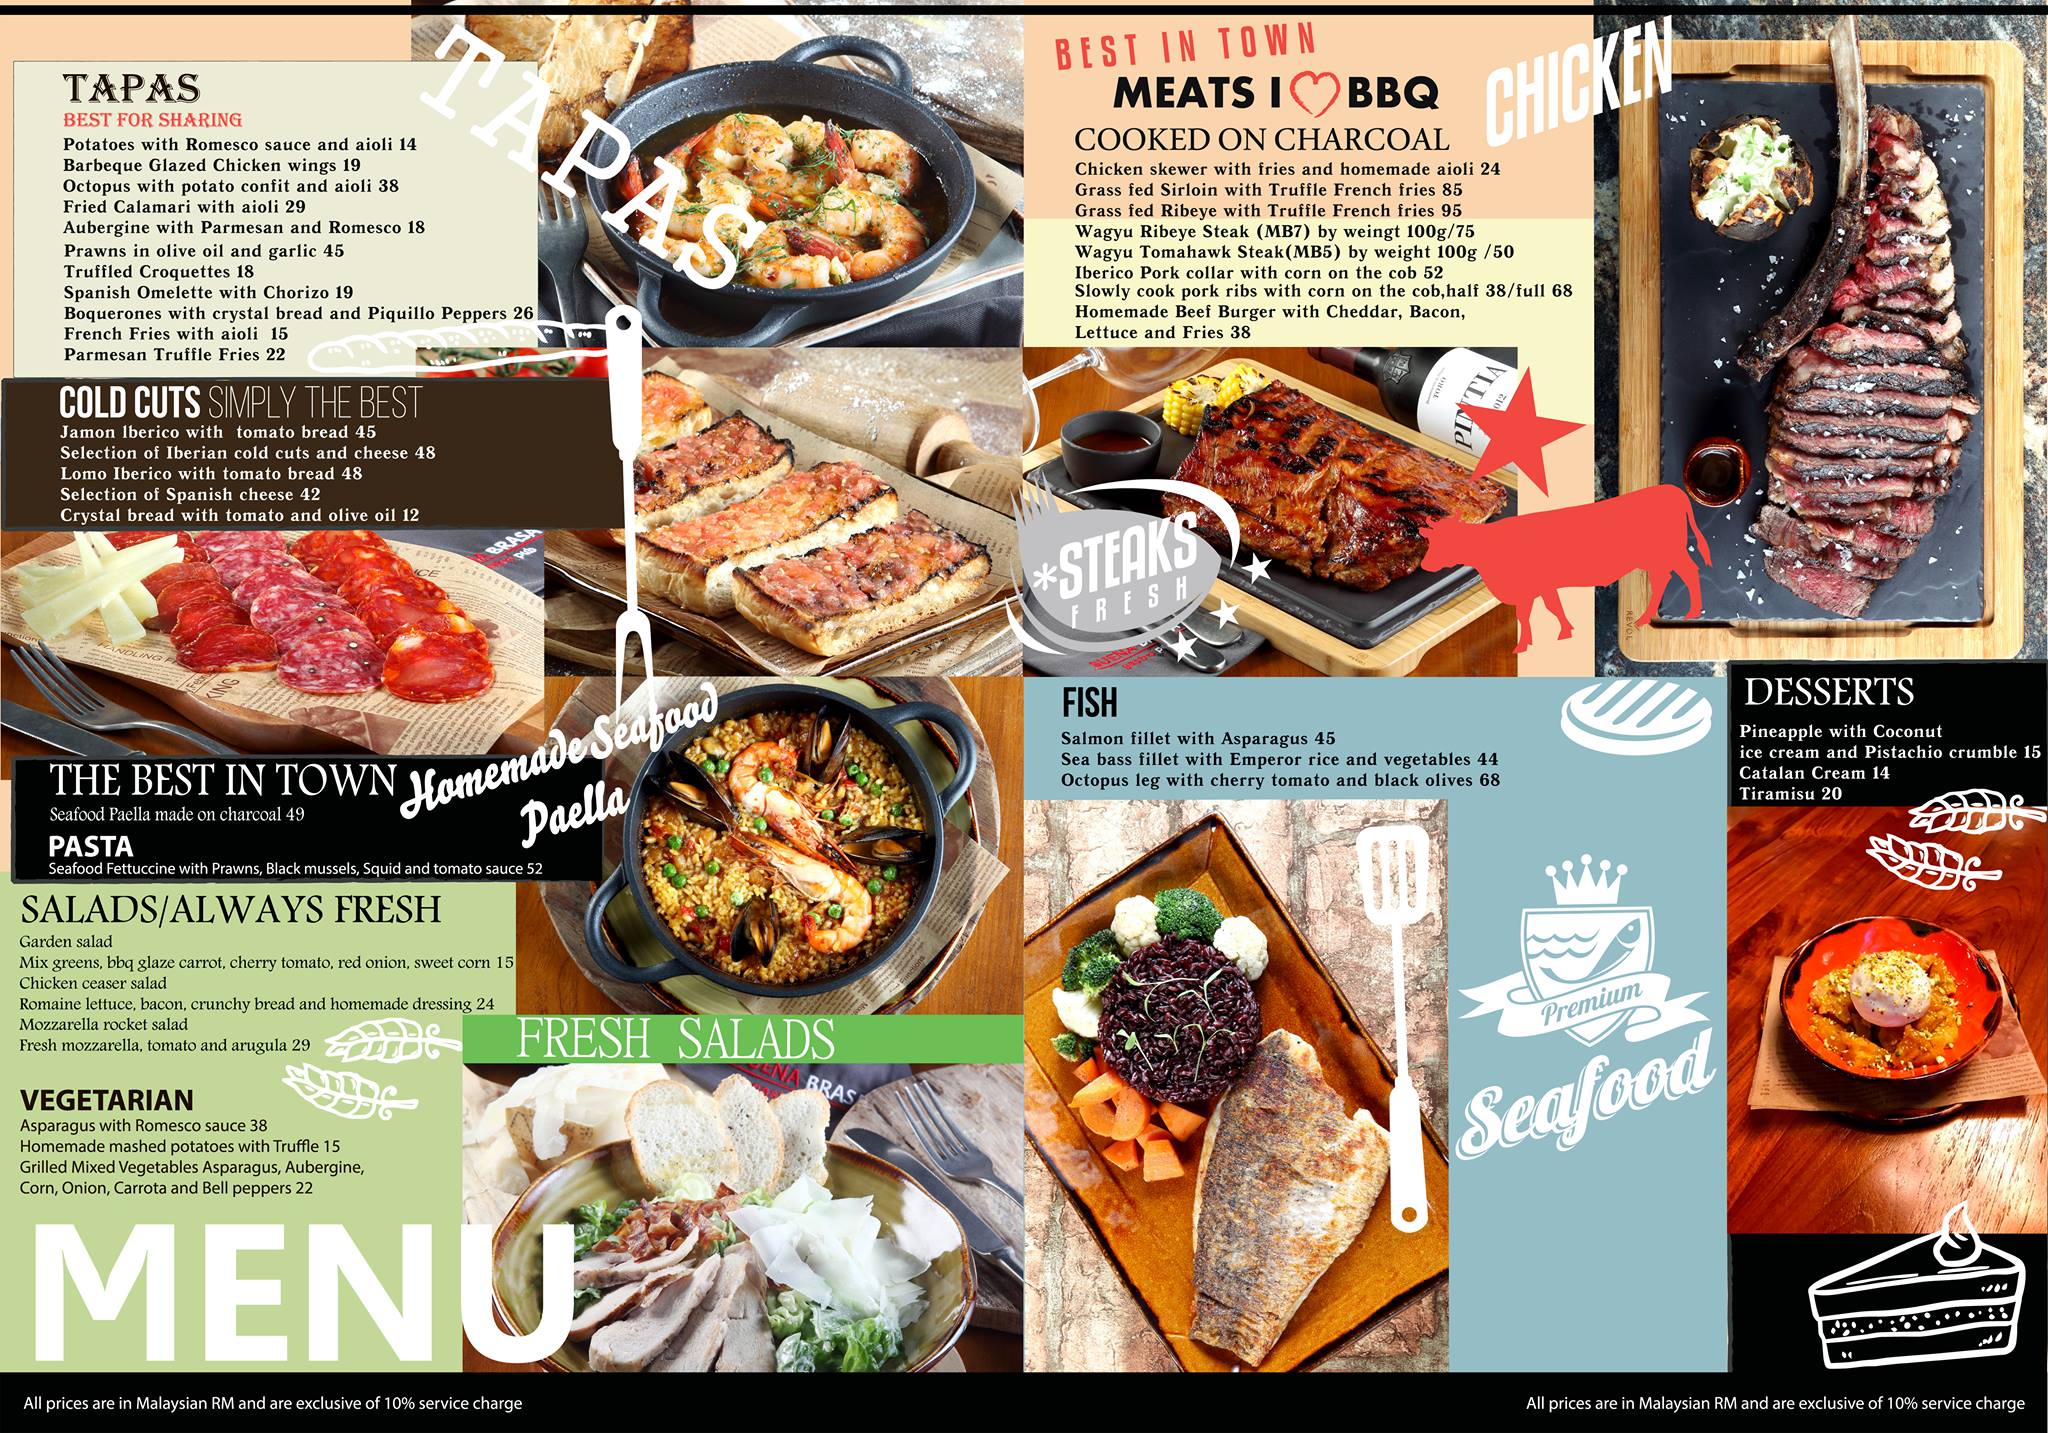 TAPAS
BEST FOR SHARING
Potatoes with Romesco sauce and aioli 14
Barbeque Glazed Chicken wings 19
Octopus with potato confit and aioli 38
Fried Calamari with aioli 29
Aubergine with Parmesan and Romesco 18
Prawns in olive oil and garlic 45
Truffled Croquettes 18
Spanish Omelette with Chorizo 19
Boquerones with crystal bread and Piquillo Peppers 26
French Fries with aioli 15
Parmesan Truffle Fries 22
TAPAS
COLD CUTS SIMPLY THE BEST
Jamon Iberico with tomato bread 45
Selection of Iberian cold cuts and cheese 48
Lomo Iberico with tomato bread 48
Selection of Spanish cheese 42
Crystal bread with tomato and olive oil 12
BRASA
THE BEST IN TOWN
Seafood Paella made on charcoal 49
PASTA
Seafood Fettuccine with Prawns, Black mussels, Squid and tomato sauce 52
Homemade Seafood
Paella
SALADS/ALWAYS FRESH
Garden salad
Mix greens, bbq glaze carrot, cherry tomato, red onion, sweet corn 15
Chicken ceaser salad
Romaine lettuce, bacon, crunchy bread and homemade dressing 24
Mozzarella rocket salad
Fresh mozzarella, tomato and arugula 29
FRESH SALADS
VEGETARIAN
Asparagus with Romesco sauce 38
Homemade mashed potatoes with Truffle 15
Grilled Mixed Vegetables Asparagus, Aubergine,
Corn, Onion, Carrota and Bell peppers 22
MENU
All prices are in Malaysian RM and are exclusive of 10% service charge
BEST IN TOWN
MEATS I BBQ
COOKED ON CHARCOAL
Chicken skewer with fries and homemade aioli 24
Grass fed Sirloin with Truffle French fries 85
Grass fed Ribeye with Truffle French fries 95
Wagyu Ribeye Steak (MB7) by weingt 100g/75
Wagyu Tomahawk Steak(MB5) by weight 100g /50
Iberico Pork collar with corn on the cob 52
Slowly cook pork ribs with corn on the cob,half 38/full 68
Homemade Beef Burger with Cheddar, Bacon,
Lettuce and Fries 38
CHICKEN
TORO
*STEAKS
FRESH
FISH
Salmon fillet with Asparagus 45
Sea bass fillet with Emperor rice and vegetables 44
Octopus leg with cherry tomato and black olives 68
Premium
Seafood
DESSERTS
Pineapple with Coconut
ice cream and Pistachio crumble 15
Catalan Cream 14
Tiramisu 20
All prices are in Malaysian RM and are exclusive of 10% service charge